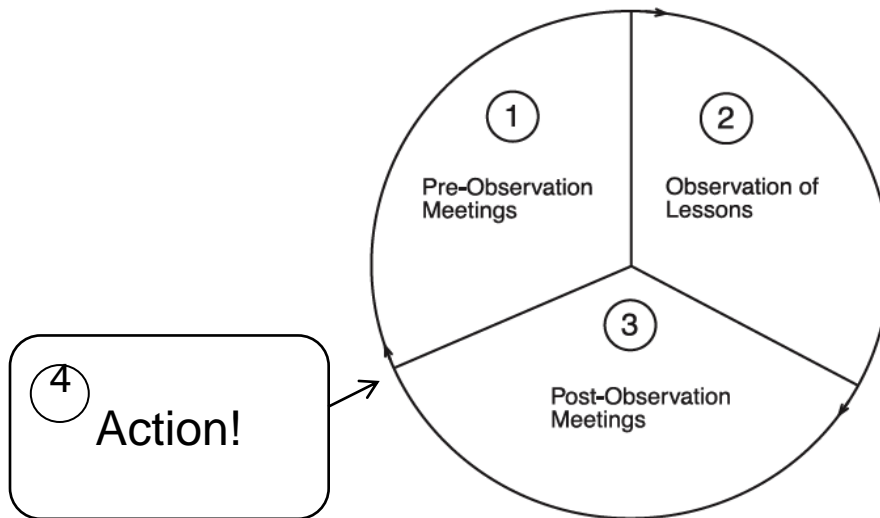 1
Pre-Observation
Meetings
2
Observation of
Lessons
3
Post-Observation
Meetings
4
Action!